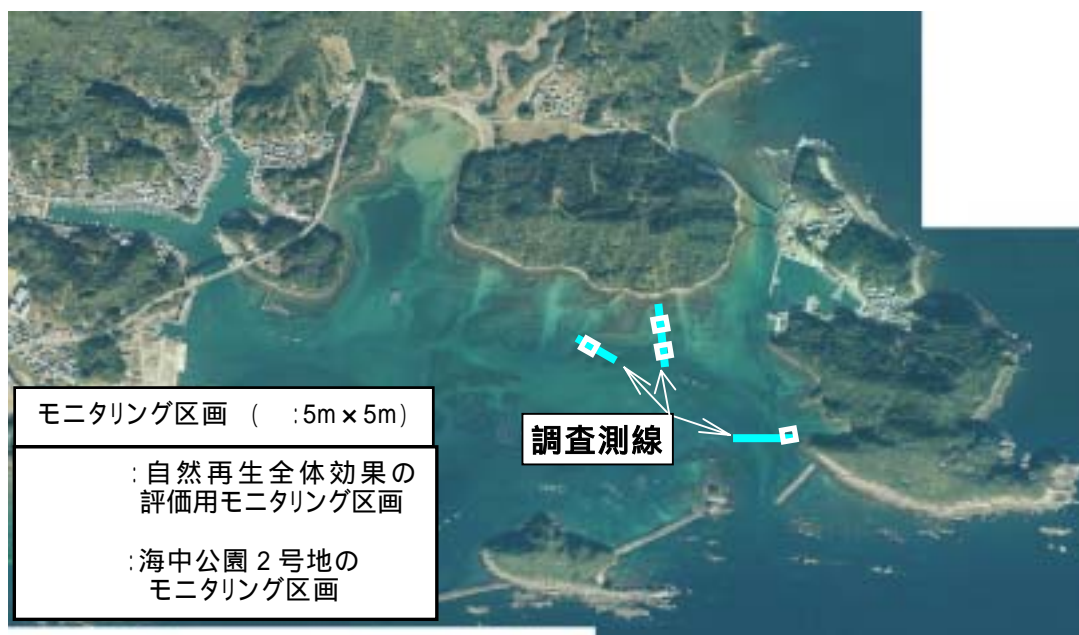 モニタリング区画 ( :5m×5m)
:自然再生全体効果の
評価用モニタリング区画
:海中公園2号地の
モニタリング区画
調査測線